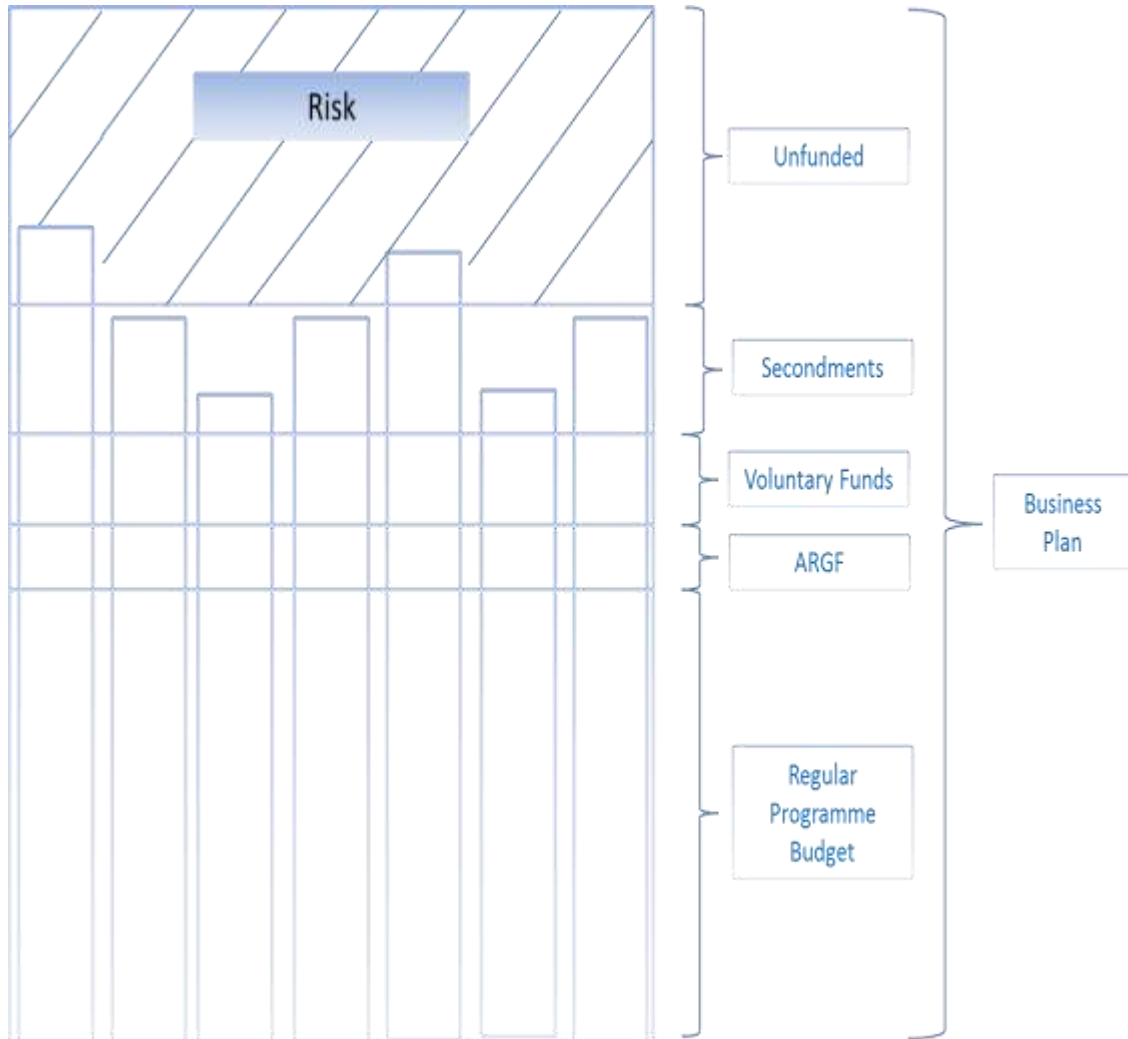 Risk
Unfunded
Secondments
Voluntary Funds
ARGF
Regular
Programme
Budget
Business
Plan